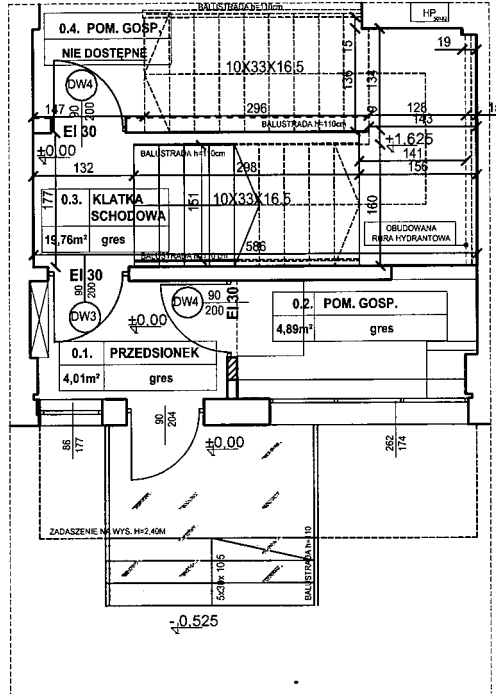 BALUSTRADA h=110cm
HP
0.4. POM. GOSP.
NIE DOSTĘPNE
19
15
136
134
10X33X16,5
DW4
90
200
147
296
128
EI 30
BALUSTRADA H=110cm
143
±0.00
+1.625
BALUSTRADA h=110cm
141
132
298
156
177
0.3. KLATKA
SCHODOWA
151
10X33X16,5
160
19,76m² gres
OBUDOWANA
RURA HYDRANTOWA
586
EI 30
90
200
DW3
DW4
90
200
EI 30
0.2. POM. GOSP.
4,89m² gres
±0.00
0.1. PRZEDSIONEK
4,01m² gres
86
177
90
204
±0.00
262
174
ZADASZENIE NA WYS. H=2,40M
5x30x 10,5
BALUSTRADA h=110
-0.525